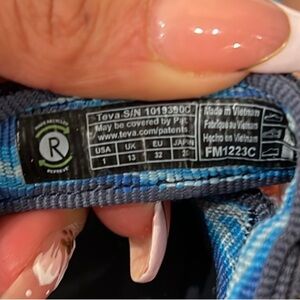 R
Teva S/N 1019390C
May be covered by Pat.
www.teva.com/patents
USA UK EU JAPAN
1 13 32
Made in Vietnam
Fabriqué au Vietnam
Hecho en Vietnam
FM1223C